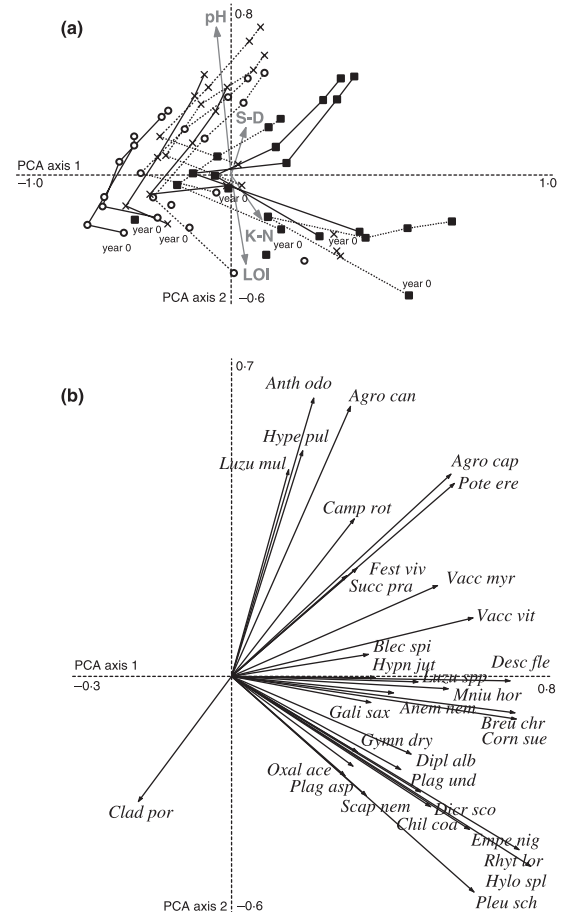 (a)
0·8
pH
S-D
PCA axis 1
−1·0
1·0
year 0
year 0
year 0
year 0
year 0
year 0
K-N
LOI
PCA axis 2
−0·6
(b)
0·7
Anth odo
Agro can
Hype pul
Luzu mul
Agro cap
Pote ere
Camp rot
Fest viv
Succ pra
Vacc myr
Vacc vit
Blec spi
Hypn jut
Luzu spp
Desc fle
PCA axis 1
−0·3
0·8
Mniu hor
Anem nem
Gali sax
Breu chr
Corn sue
Gymn dry
Dipl alb
Oxal ace
Plag und
Plag asp
Scap nem
Dicr sco
Chil coa
Clad por
Empe nig
Rhyt lor
Hylo spl
Pleu sch
PCA axis 2
−0·6